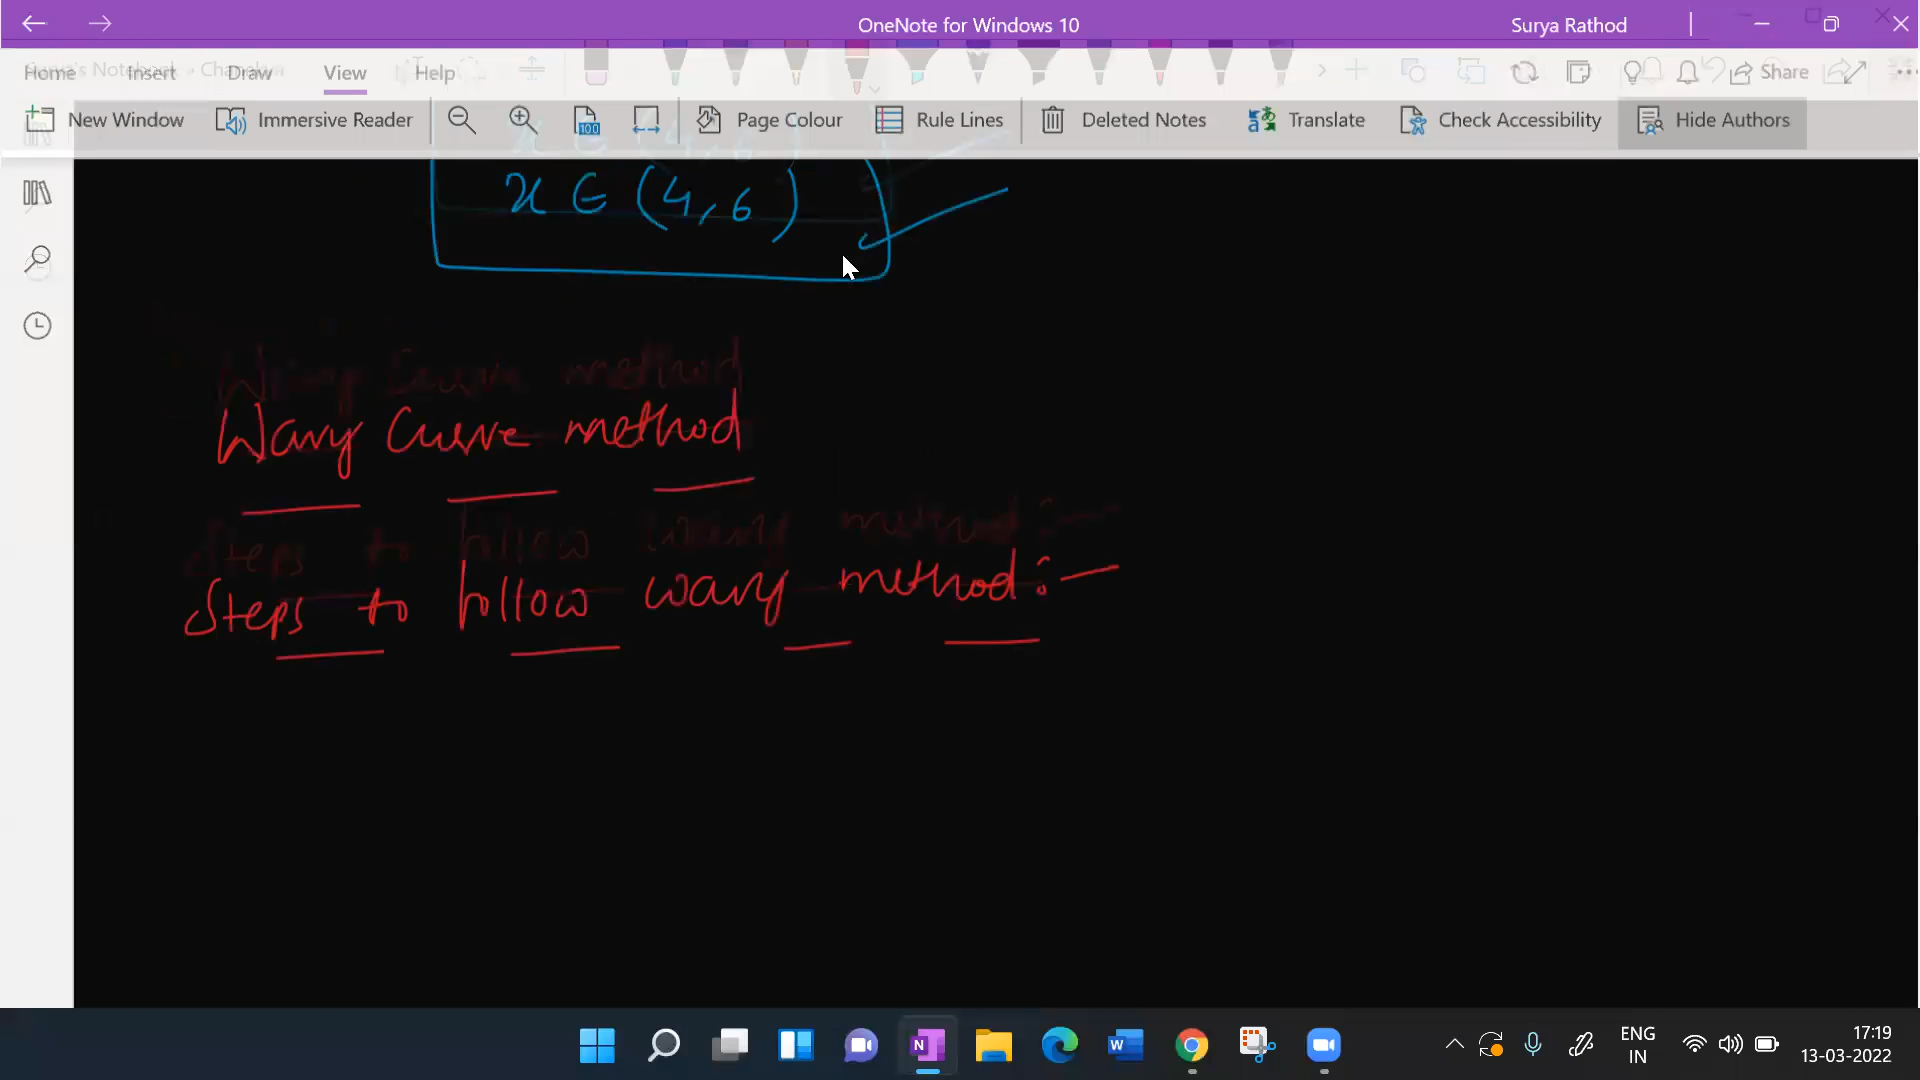 OneNote for Windows 10 Surya Rathod
Home Insert Draw View Help Share
New Window Immersive Reader Page Colour Rule Lines Deleted Notes Translate Check Accessibility Hide Authors
x ∈ (4,6)
Wavy Curve method
Steps to follow wavy method:-
ENG 17:19
IN 13-03-2022